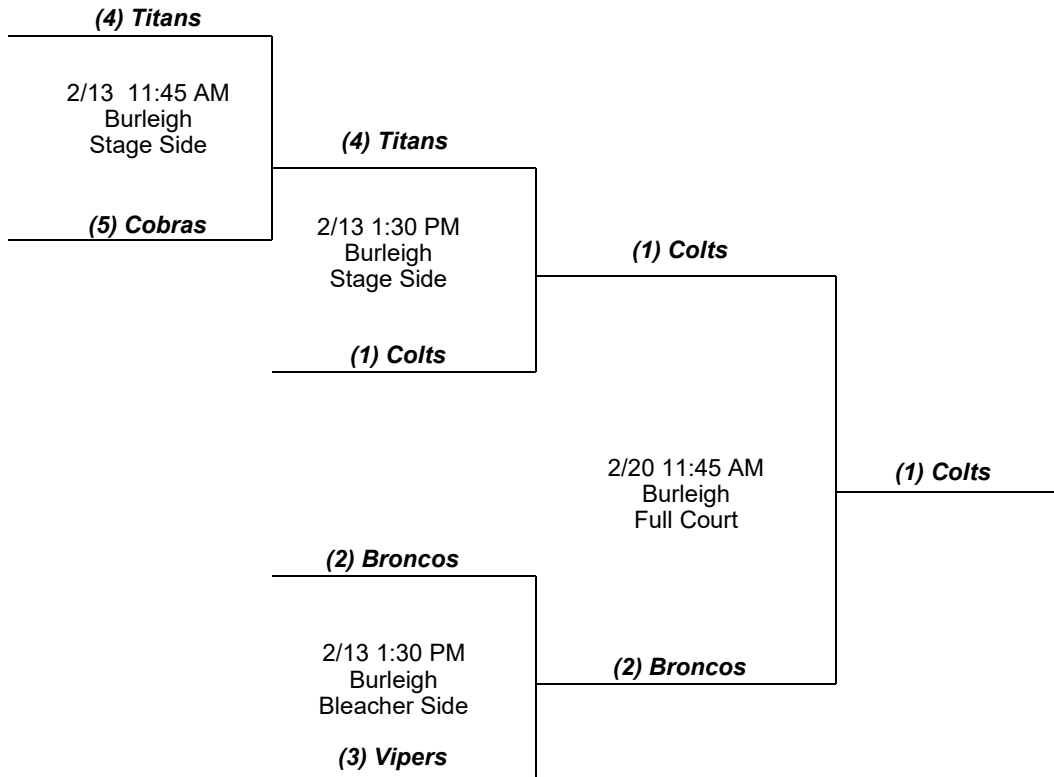 (4) Titans
2/13 11:45 AM
Burleigh
Stage Side
(4) Titans
(5) Cobras
2/13 1:30 PM
Burleigh
Stage Side
(1) Colts
(1) Colts
2/20 11:45 AM
Burleigh
Full Court
(1) Colts
(2) Broncos
2/13 1:30 PM
Burleigh
Bleacher Side
(2) Broncos
(3) Vipers